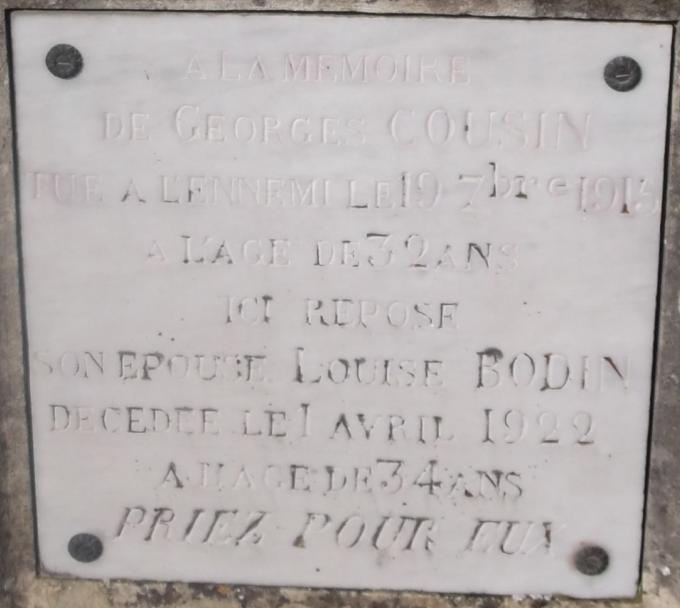 A LA MEMOIRE
DE GEORGES COUSIN
TUE A L'ENNEMI LE 19 7bre 1915
A L'AGE DE 32 ANS
ICI REPOSE
SON EPOUSE LOUISE BODIN
DECEDEE LE 1 AVRIL 1922
A L'AGE DE 34 ANS
PRIEZ POUR EUX